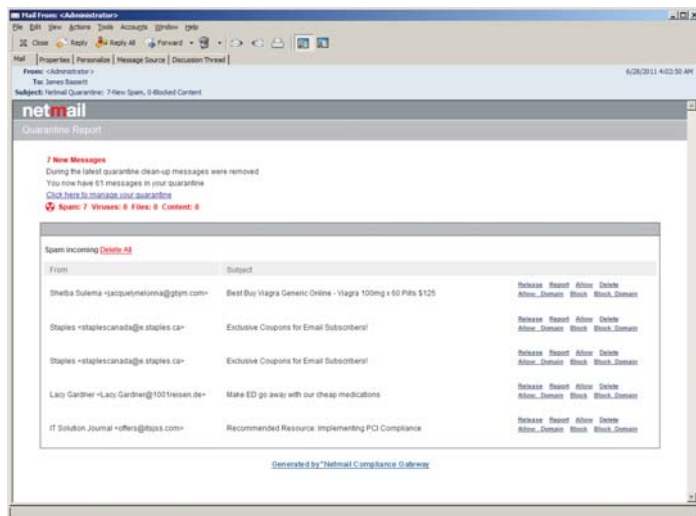 Mail From: <Administrator>
File Edit View Actions Tools Accounts Window Help
Close Reply Reply All Forward
Mail Properties Personalize Message Source Discussion Thread
From: <Administrator> 6/28/2011 4:02:50 AM
To: James Bassett
Subject: Netmail Quarantine: 7-New Spam, 0-Blocked Content
netmail
Quarantine Report
7 New Messages
During the latest quarantine clean-up messages were removed
You now have 61 messages in your quarantine
Click here to manage your quarantine
Spam: 7 Viruses: 0 Files: 0 Content: 0
Spam incoming Delete All
From Subject
Release Report Allow Delete
Shelba Sulema <jacquelynelonna@gbjm.com> Best Buy Viagra Generic Online - Viagra 100mg x 60 Pills $125
Allow Domain Block Block Domain
Release Report Allow Delete
Staples <staplescanada@e.staples.ca> Exclusive Coupons for Email Subscribers!
Allow Domain Block Block Domain
Release Report Allow Delete
Staples <staplescanada@e.staples.ca> Exclusive Coupons for Email Subscribers!
Allow Domain Block Block Domain
Release Report Allow Delete
Lacy Gardner <Lacy.Gardner@1001reisen.de> Make ED go away with our cheap medications
Allow Domain Block Block Domain
Release Report Allow Delete
IT Solution Journal <offers@itsjss.com> Recommended Resource: Implementing PCI Compliance
Allow Domain Block Block Domain
Generated by "Netmail Compliance Gateway